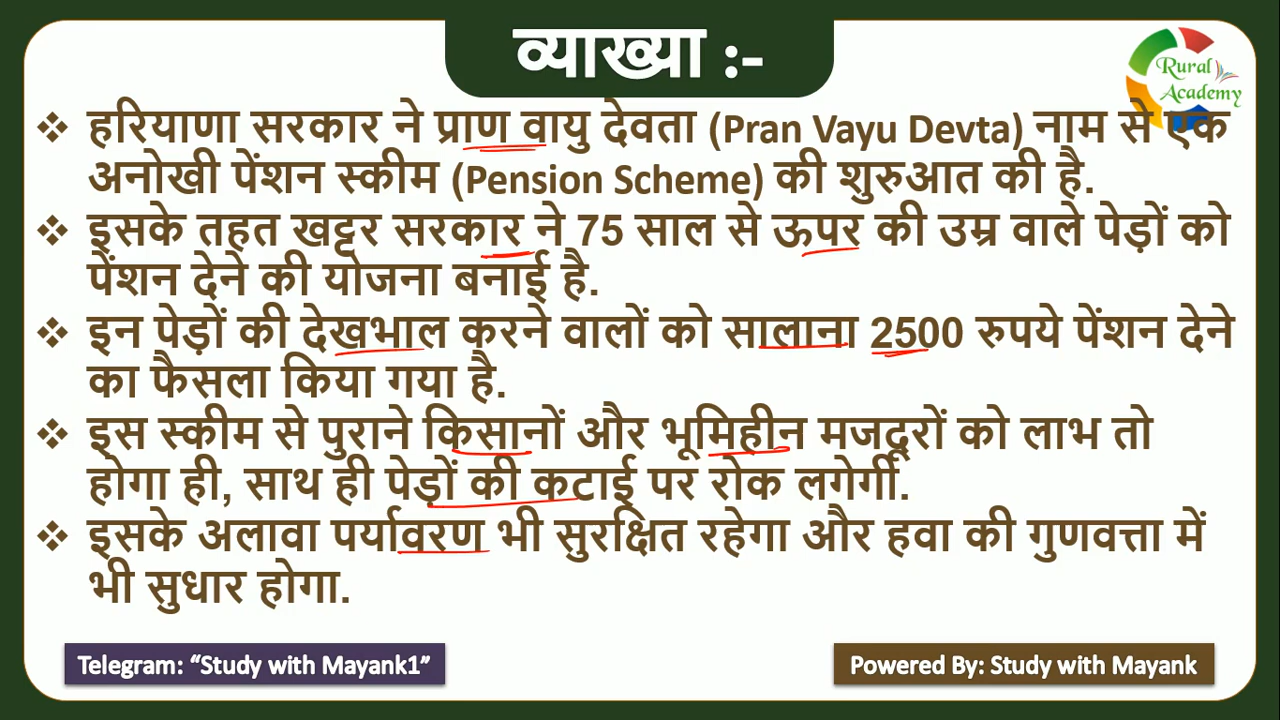 व्याख्या :-
Rural
Academy
❖ हरियाणा सरकार ने प्राण वायु देवता (Pran Vayu Devta) नाम से एक
अनोखी पेंशन स्कीम (Pension Scheme) की शुरुआत की है.
❖ इसके तहत खट्टर सरकार ने 75 साल से ऊपर की उम्र वाले पेड़ों को
पेंशन देने की योजना बनाई है.
❖ इन पेड़ों की देखभाल करने वालों को सालाना 2500 रुपये पेंशन देने
का फैसला किया गया है.
❖ इस स्कीम से पुराने किसानों और भूमिहीन मजदूरों को लाभ तो
होगा ही, साथ ही पेड़ों की कटाई पर रोक लगेगी.
❖ इसके अलावा पर्यावरण भी सुरक्षित रहेगा और हवा की गुणवत्ता में
भी सुधार होगा.
Telegram: “Study with Mayank1”
Powered By: Study with Mayank